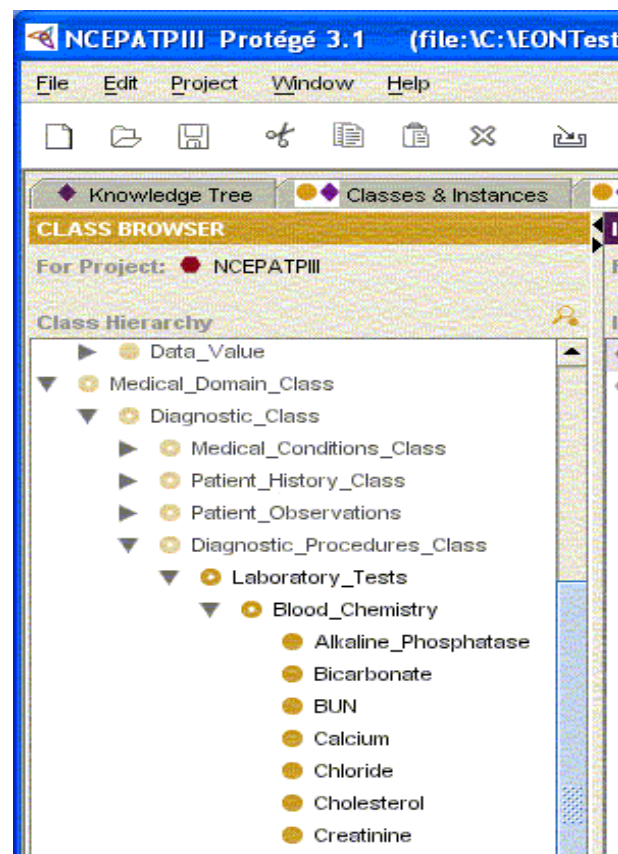 NCEPATPIII Protégé 3.1 (file:\C:\EONTest
File Edit Project Window Help
Knowledge Tree Classes & Instances
CLASS BROWSER
For Project: NCEPATPIII
Class Hierarchy
Data_Value
Medical_Domain_Class
Diagnostic_Class
Medical_Conditions_Class
Patient_History_Class
Patient_Observations
Diagnostic_Procedures_Class
Laboratory_Tests
Blood_Chemistry
Alkaline_Phosphatase
Bicarbonate
BUN
Calcium
Chloride
Cholesterol
Creatinine